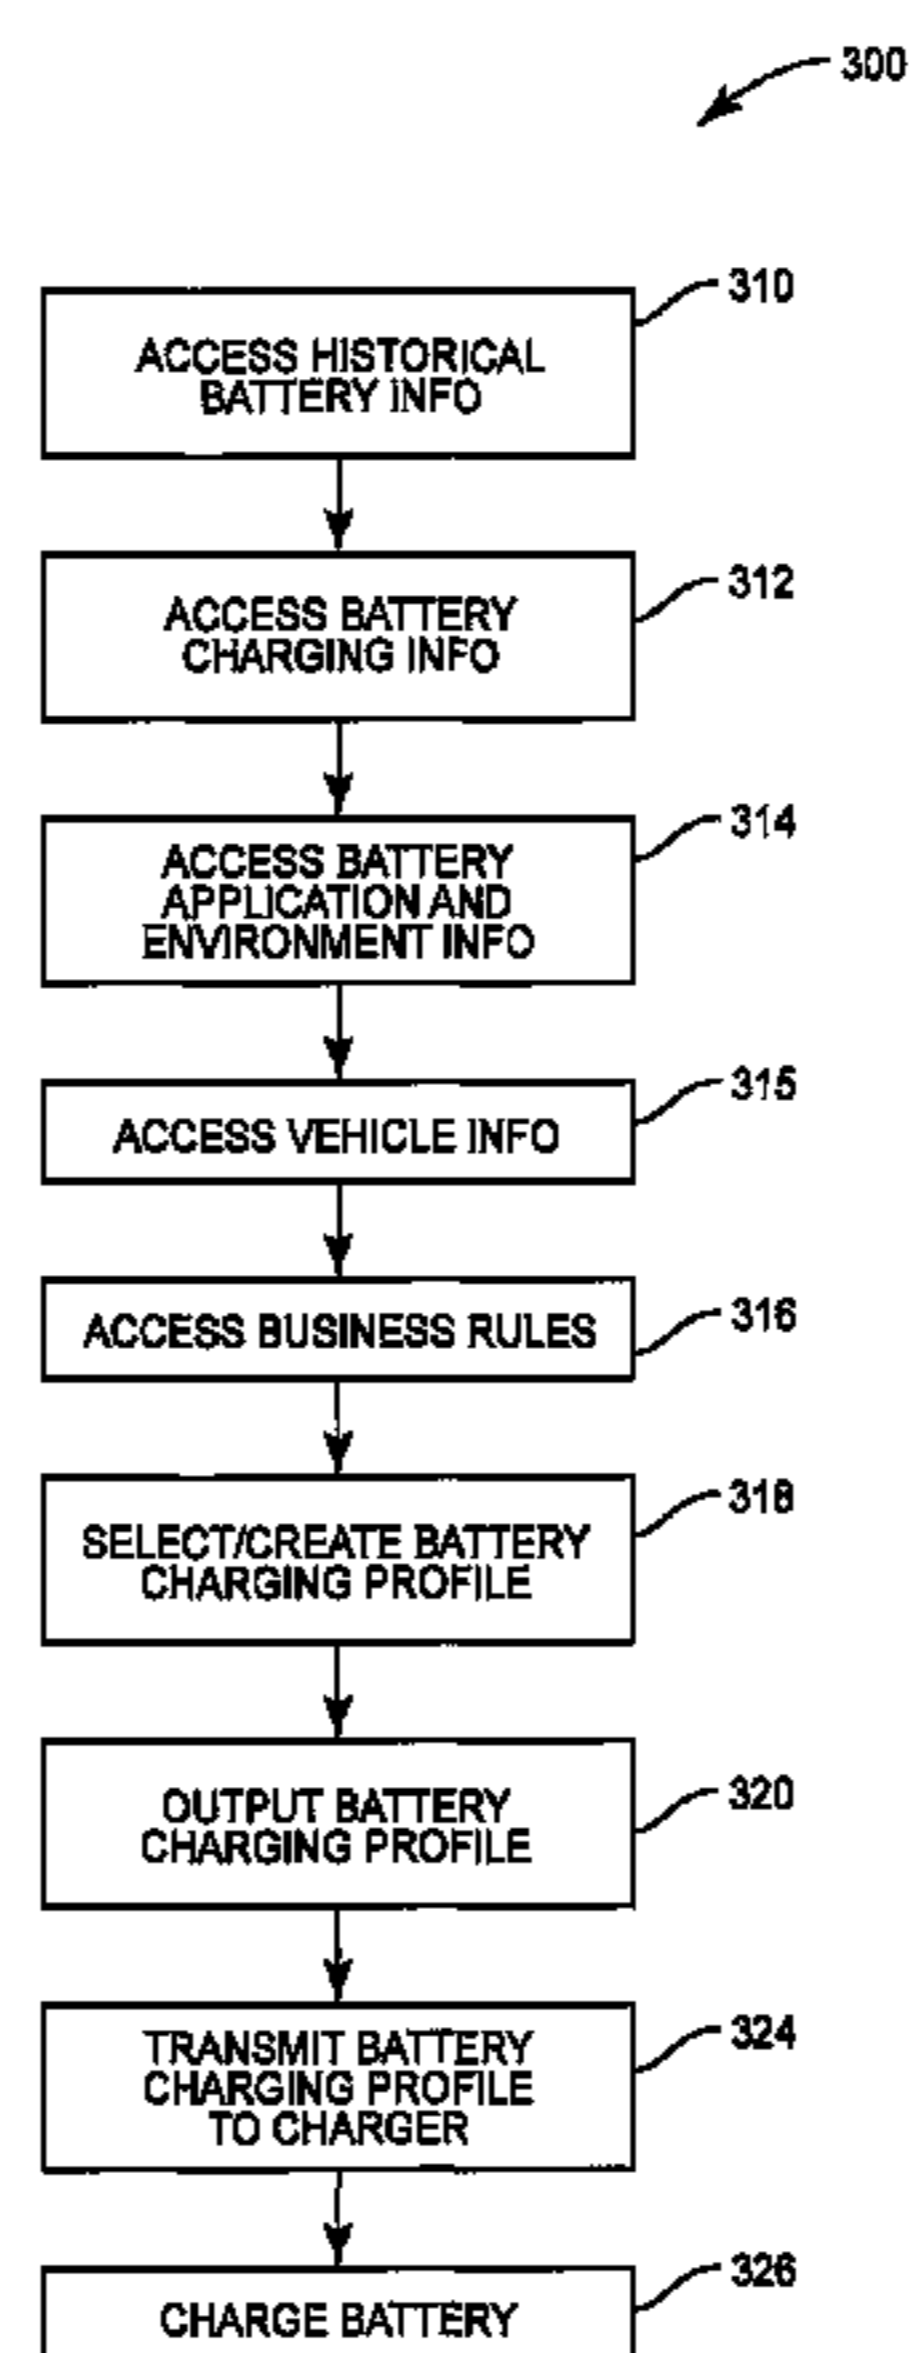 300
310
ACCESS HISTORICAL
BATTERY INFO
312
ACCESS BATTERY
CHARGING INFO
314
ACCESS BATTERY
APPLICATION AND
ENVIRONMENT INFO
315
ACCESS VEHICLE INFO
316
ACCESS BUSINESS RULES
318
SELECT/CREATE BATTERY
CHARGING PROFILE
320
OUTPUT BATTERY
CHARGING PROFILE
324
TRANSMIT BATTERY
CHARGING PROFILE
TO CHARGER
326
CHARGE BATTERY